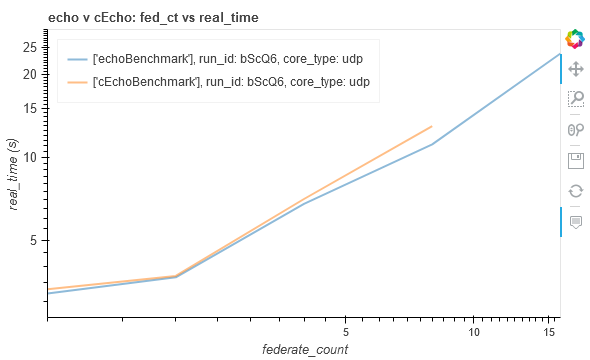 echo v cEcho: fed_ct vs real_time
['echoBenchmark'], run_id: bScQ6, core_type: udp
['cEchoBenchmark'], run_id: bScQ6, core_type: udp
25
20
15
10
5
real_time (s)
5
10
15
federate_count